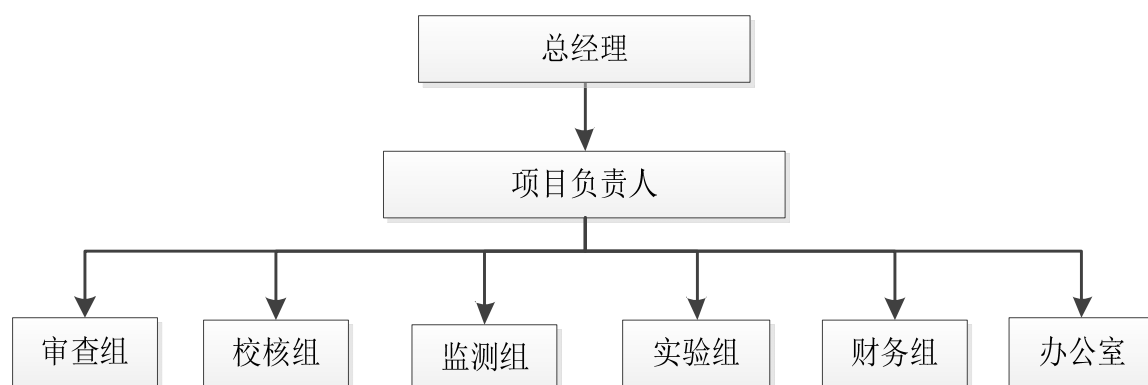 总经理
项目负责人
审查组
校核组
监测组
实验组
财务组
办公室